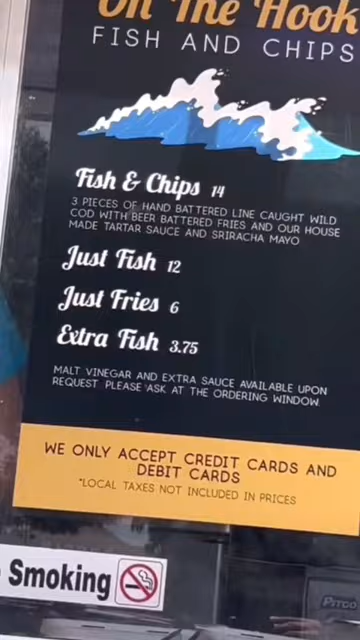 On The Hook
FISH AND CHIPS
Fish & Chips 14
3 PIECES OF HAND BATTERED LINE CAUGHT WILD
COD WITH BEER BATTERED FRIES AND OUR HOUSE
MADE TARTAR SAUCE AND SRIRACHA MAYO
Just Fish 12
Just Fries 6
Extra Fish 3.75
MALT VINEGAR AND EXTRA SAUCE AVAILABLE UPON
REQUEST. PLEASE ASK AT THE ORDERING WINDOW.
WE ONLY ACCEPT CREDIT CARDS AND
DEBIT CARDS
*LOCAL TAXES NOT INCLUDED IN PRICES
Smoking
PITCO